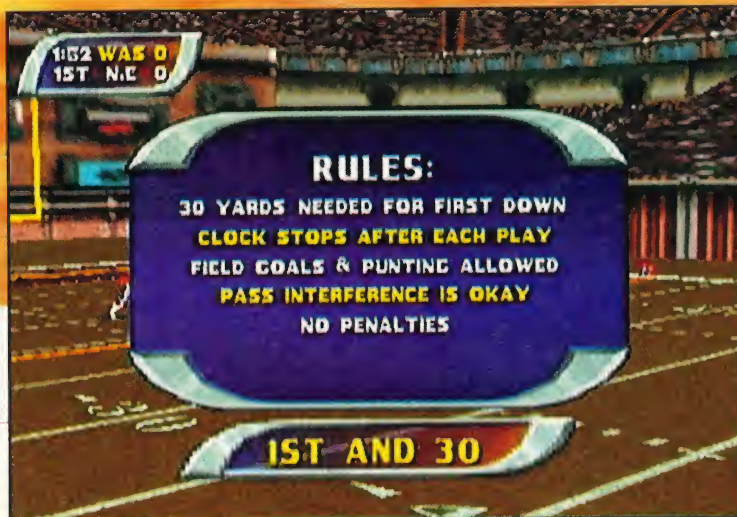 1:52 WAS 0
1ST N.E 0
RULES:
30 YARDS NEEDED FOR FIRST DOWN
CLOCK STOPS AFTER EACH PLAY
FIELD GOALS & PUNTING ALLOWED
PASS INTERFERENCE IS OKAY
NO PENALTIES
1ST AND 30